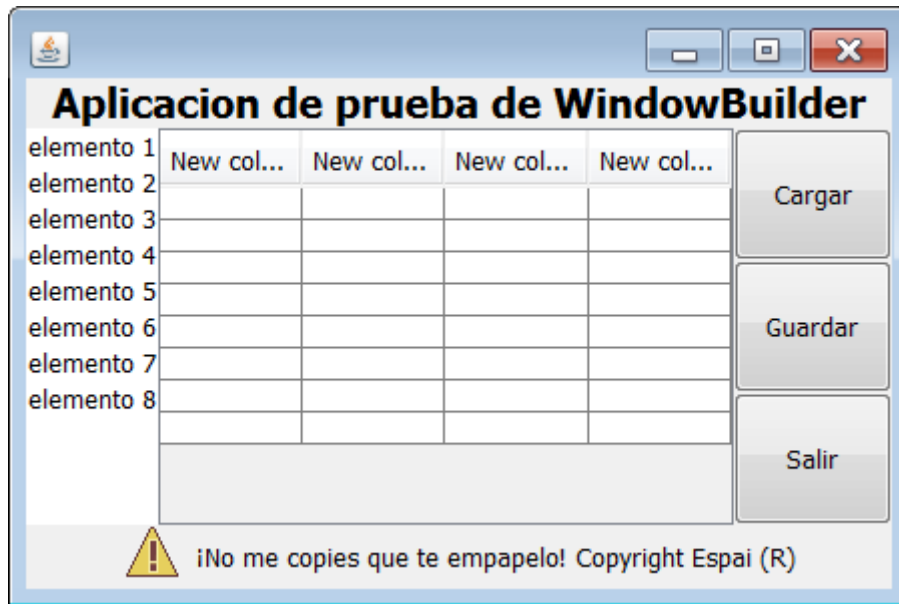 Aplicacion de prueba de WindowBuilder
elemento 1
elemento 2
elemento 3
elemento 4
elemento 5
elemento 6
elemento 7
elemento 8
New col... New col... New col... New col...
Cargar
Guardar
Salir
¡No me copies que te empapelo! Copyright Espai (R)